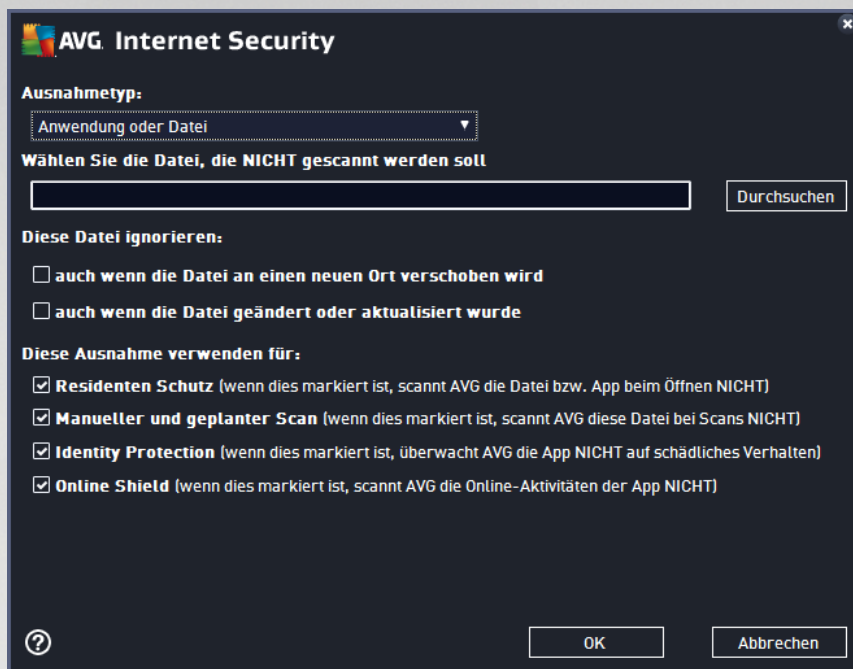 AVG Internet Security
Ausnahmetyp:
Anwendung oder Datei
Wählen Sie die Datei, die NICHT gescannt werden soll
Durchsuchen
Diese Datei ignorieren:
auch wenn die Datei an einen neuen Ort verschoben wird
auch wenn die Datei geändert oder aktualisiert wurde
Diese Ausnahme verwenden für:
Residenten Schutz (wenn dies markiert ist, scannt AVG die Datei bzw. App beim Öffnen NICHT)
Manueller und geplanter Scan (wenn dies markiert ist, scannt AVG diese Datei bei Scans NICHT)
Identity Protection (wenn dies markiert ist, überwacht AVG die App NICHT auf schädliches Verhalten)
Online Shield (wenn dies markiert ist, scannt AVG die Online-Aktivitäten der App NICHT)
?
OK
Abbrechen